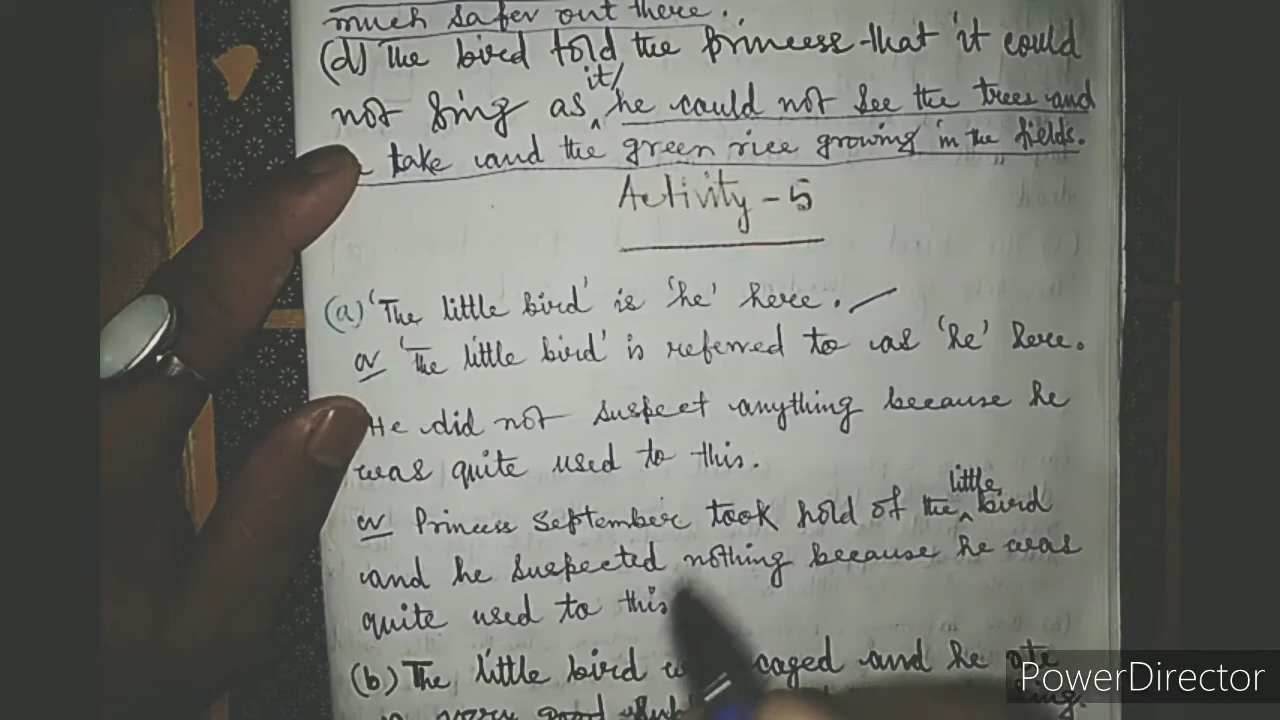 much safer out there.
(d) The bird told the princess that it could
it/
not sing as ^ he could not see the trees and
take and the green rice growing in the fields.
Activity - 5
(a) 'The little bird' is 'he' here.
or 'The little bird' is referred to as 'he' here.
He did not suspect anything because he
was quite used to this.
little
or Princess September took hold of the ^ bird
and he suspected nothing because he was
quite used to this
(b) The little bird caged and he ate
very good
sing.
PowerDirector